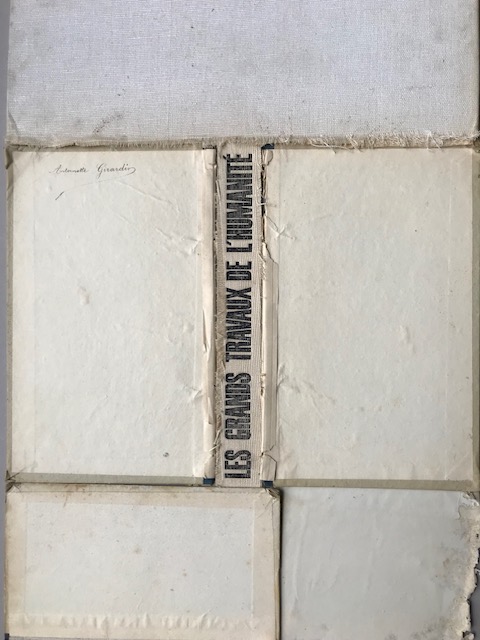 Antoinette Girardin
LES GRANDS TRAVAUX DE L'HUMANITÉ